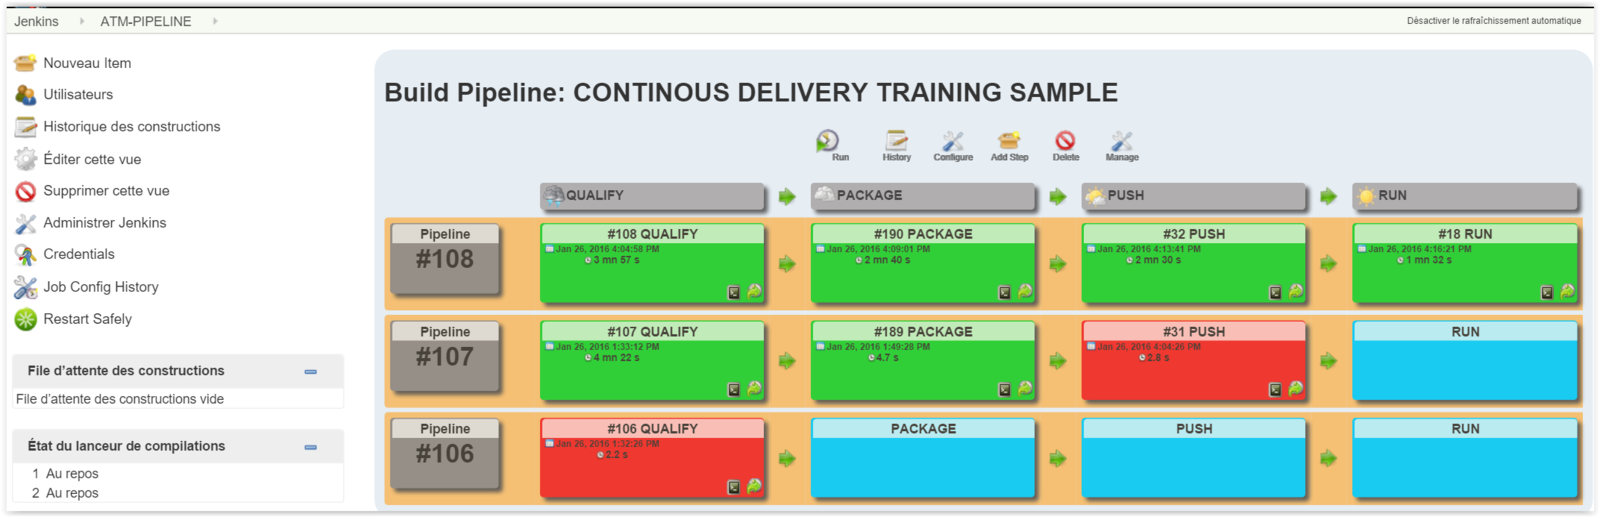 Jenkins ATM-PIPELINE Désactiver le rafraîchissement automatique
Nouveau Item
Utilisateurs
Historique des constructions
Éditer cette vue
Supprimer cette vue
Administrer Jenkins
Credentials
Job Config History
Restart Safely
File d'attente des constructions
File d'attente des constructions vide
État du lanceur de compilations
1 Au repos
2 Au repos
Build Pipeline: CONTINOUS DELIVERY TRAINING SAMPLE
Run History Configure Add Step Delete Manage
QUALIFY PACKAGE PUSH RUN
Pipeline
#108
#108 QUALIFY
Jan 26, 2016 4:04:58 PM
3 mn 57 s
#190 PACKAGE
Jan 26, 2016 4:09:01 PM
2 mn 40 s
#32 PUSH
Jan 26, 2016 4:13:41 PM
2 mn 30 s
#18 RUN
Jan 26, 2016 4:16:21 PM
1 mn 32 s
Pipeline
#107
#107 QUALIFY
Jan 26, 2016 1:33:12 PM
4 mn 22 s
#189 PACKAGE
Jan 26, 2016 1:49:28 PM
4.7 s
#31 PUSH
Jan 26, 2016 4:04:26 PM
2.8 s
RUN
Pipeline
#106
#106 QUALIFY
Jan 26, 2016 1:32:26 PM
2.2 s
PACKAGE
PUSH
RUN